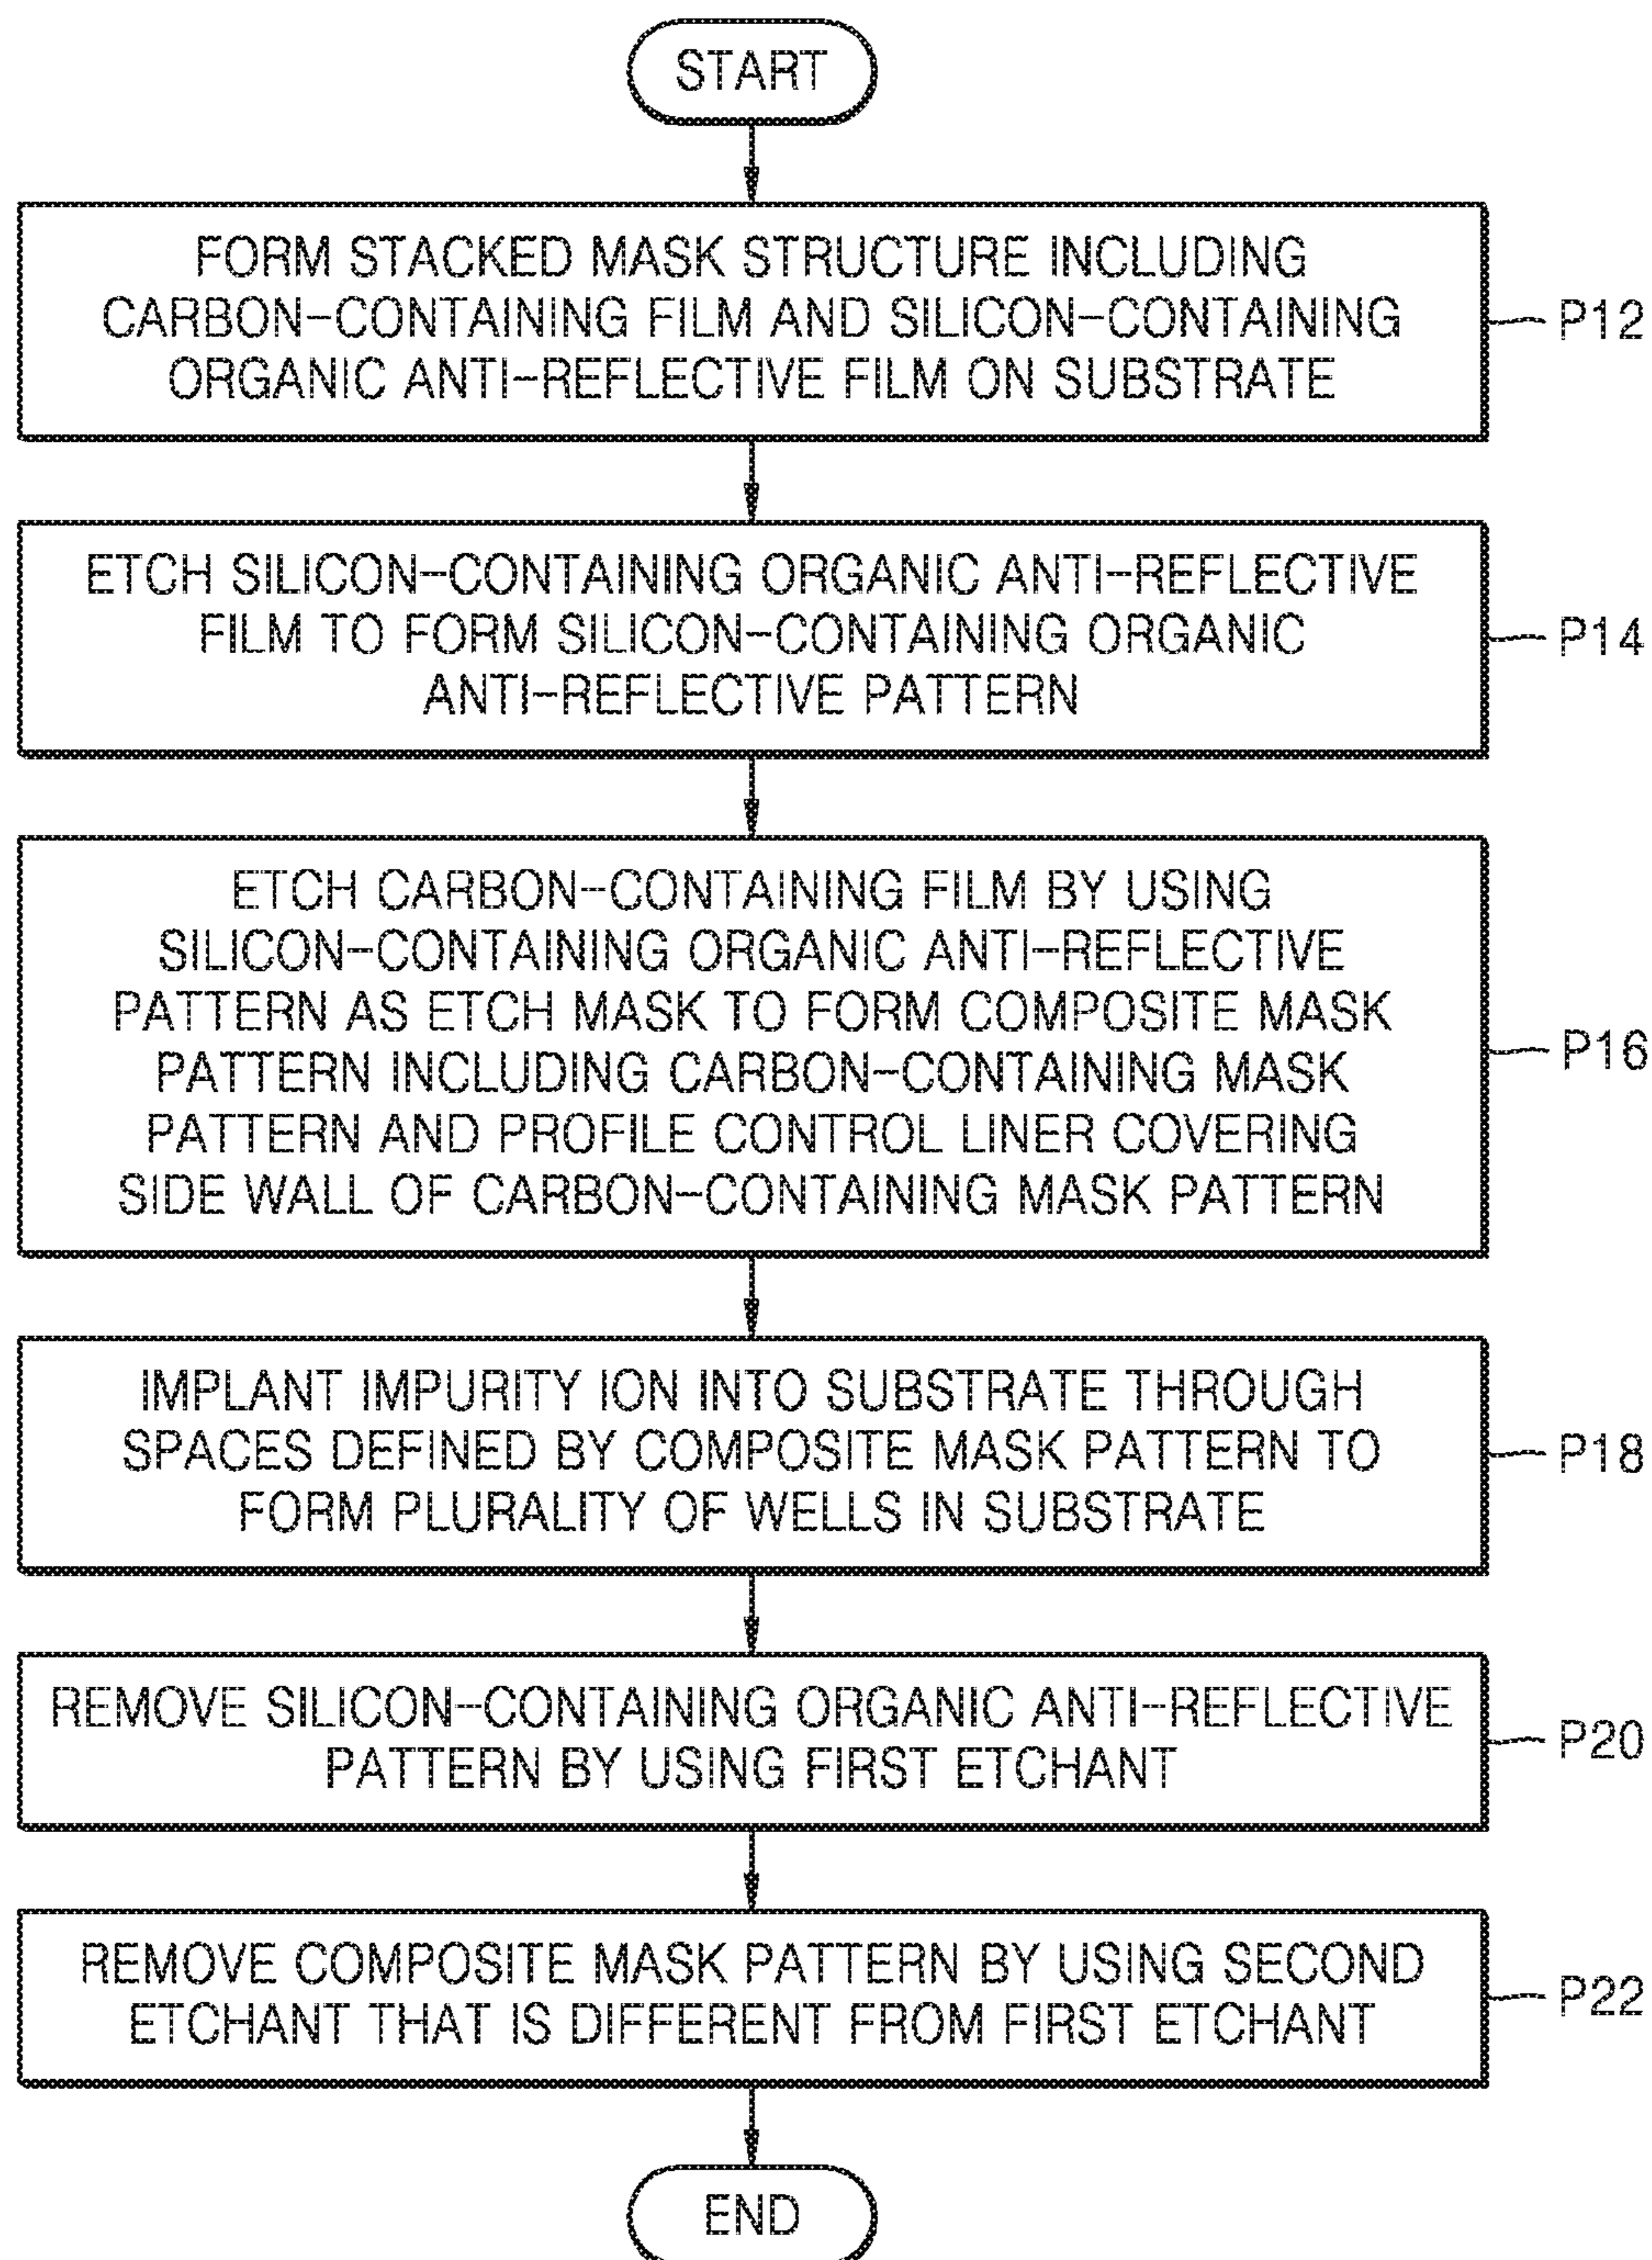 START
FORM STACKED MASK STRUCTURE INCLUDING
CARBON-CONTAINING FILM AND SILICON-CONTAINING
ORGANIC ANTI-REFLECTIVE FILM ON SUBSTRATE
P12
ETCH SILICON-CONTAINING ORGANIC ANTI-REFLECTIVE
FILM TO FORM SILICON-CONTAINING ORGANIC
ANTI-REFLECTIVE PATTERN
P14
ETCH CARBON-CONTAINING FILM BY USING
SILICON-CONTAINING ORGANIC ANTI-REFLECTIVE
PATTERN AS ETCH MASK TO FORM COMPOSITE MASK
PATTERN INCLUDING CARBON-CONTAINING MASK
PATTERN AND PROFILE CONTROL LINER COVERING
SIDE WALL OF CARBON-CONTAINING MASK PATTERN
P16
IMPLANT IMPURITY ION INTO SUBSTRATE THROUGH
SPACES DEFINED BY COMPOSITE MASK PATTERN TO
FORM PLURALITY OF WELLS IN SUBSTRATE
P18
REMOVE SILICON-CONTAINING ORGANIC ANTI-REFLECTIVE
PATTERN BY USING FIRST ETCHANT
P20
REMOVE COMPOSITE MASK PATTERN BY USING SECOND
ETCHANT THAT IS DIFFERENT FROM FIRST ETCHANT
P22
END